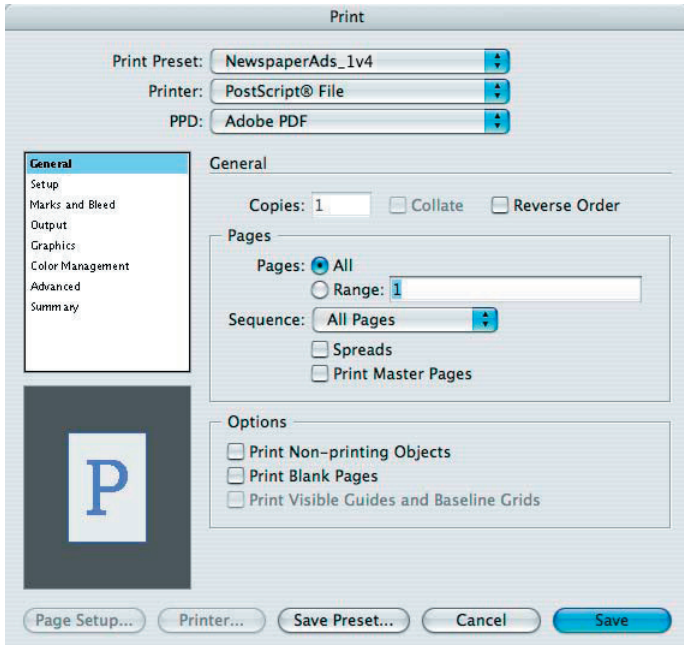 Print
Print Preset: NewspaperAds_1v4
Printer: PostScript® File
PPD: Adobe PDF
General
Setup
Marks and Bleed
Output
Graphics
Color Management
Advanced
Summary
General
Copies: 1 Collate Reverse Order
Pages
Pages: All
Range: 1
Sequence: All Pages
Spreads
Print Master Pages
Options
Print Non-printing Objects
Print Blank Pages
Print Visible Guides and Baseline Grids
P
Page Setup... Printer... Save Preset... Cancel Save